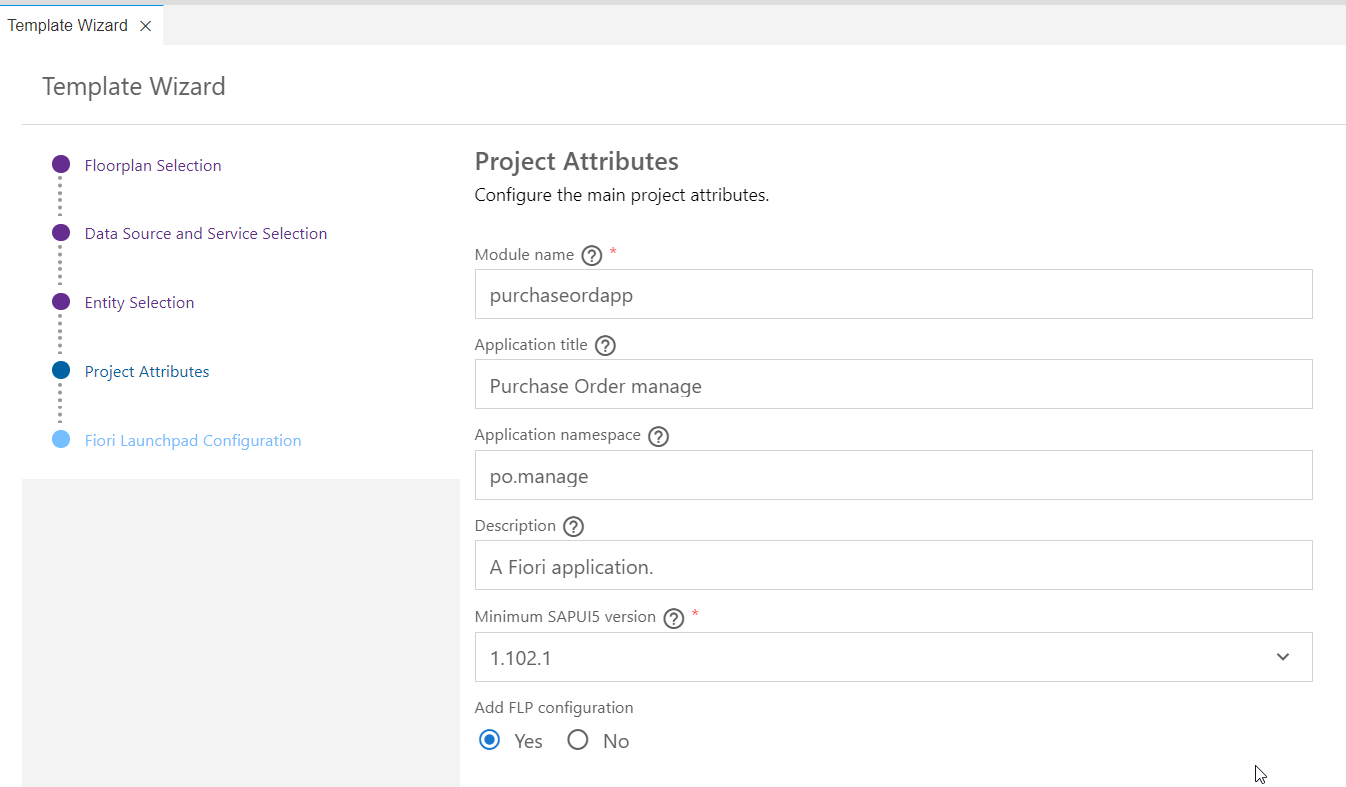 Template Wizard
Template Wizard
Floorplan Selection
Data Source and Service Selection
Entity Selection
Project Attributes
Fiori Launchpad Configuration
Project Attributes
Configure the main project attributes.
Module name ? *
purchaseordapp
Application title ?
Purchase Order manage
Application namespace ?
po.manage
Description ?
A Fiori application.
Minimum SAPUI5 version ? *
1.102.1
Add FLP configuration
Yes No